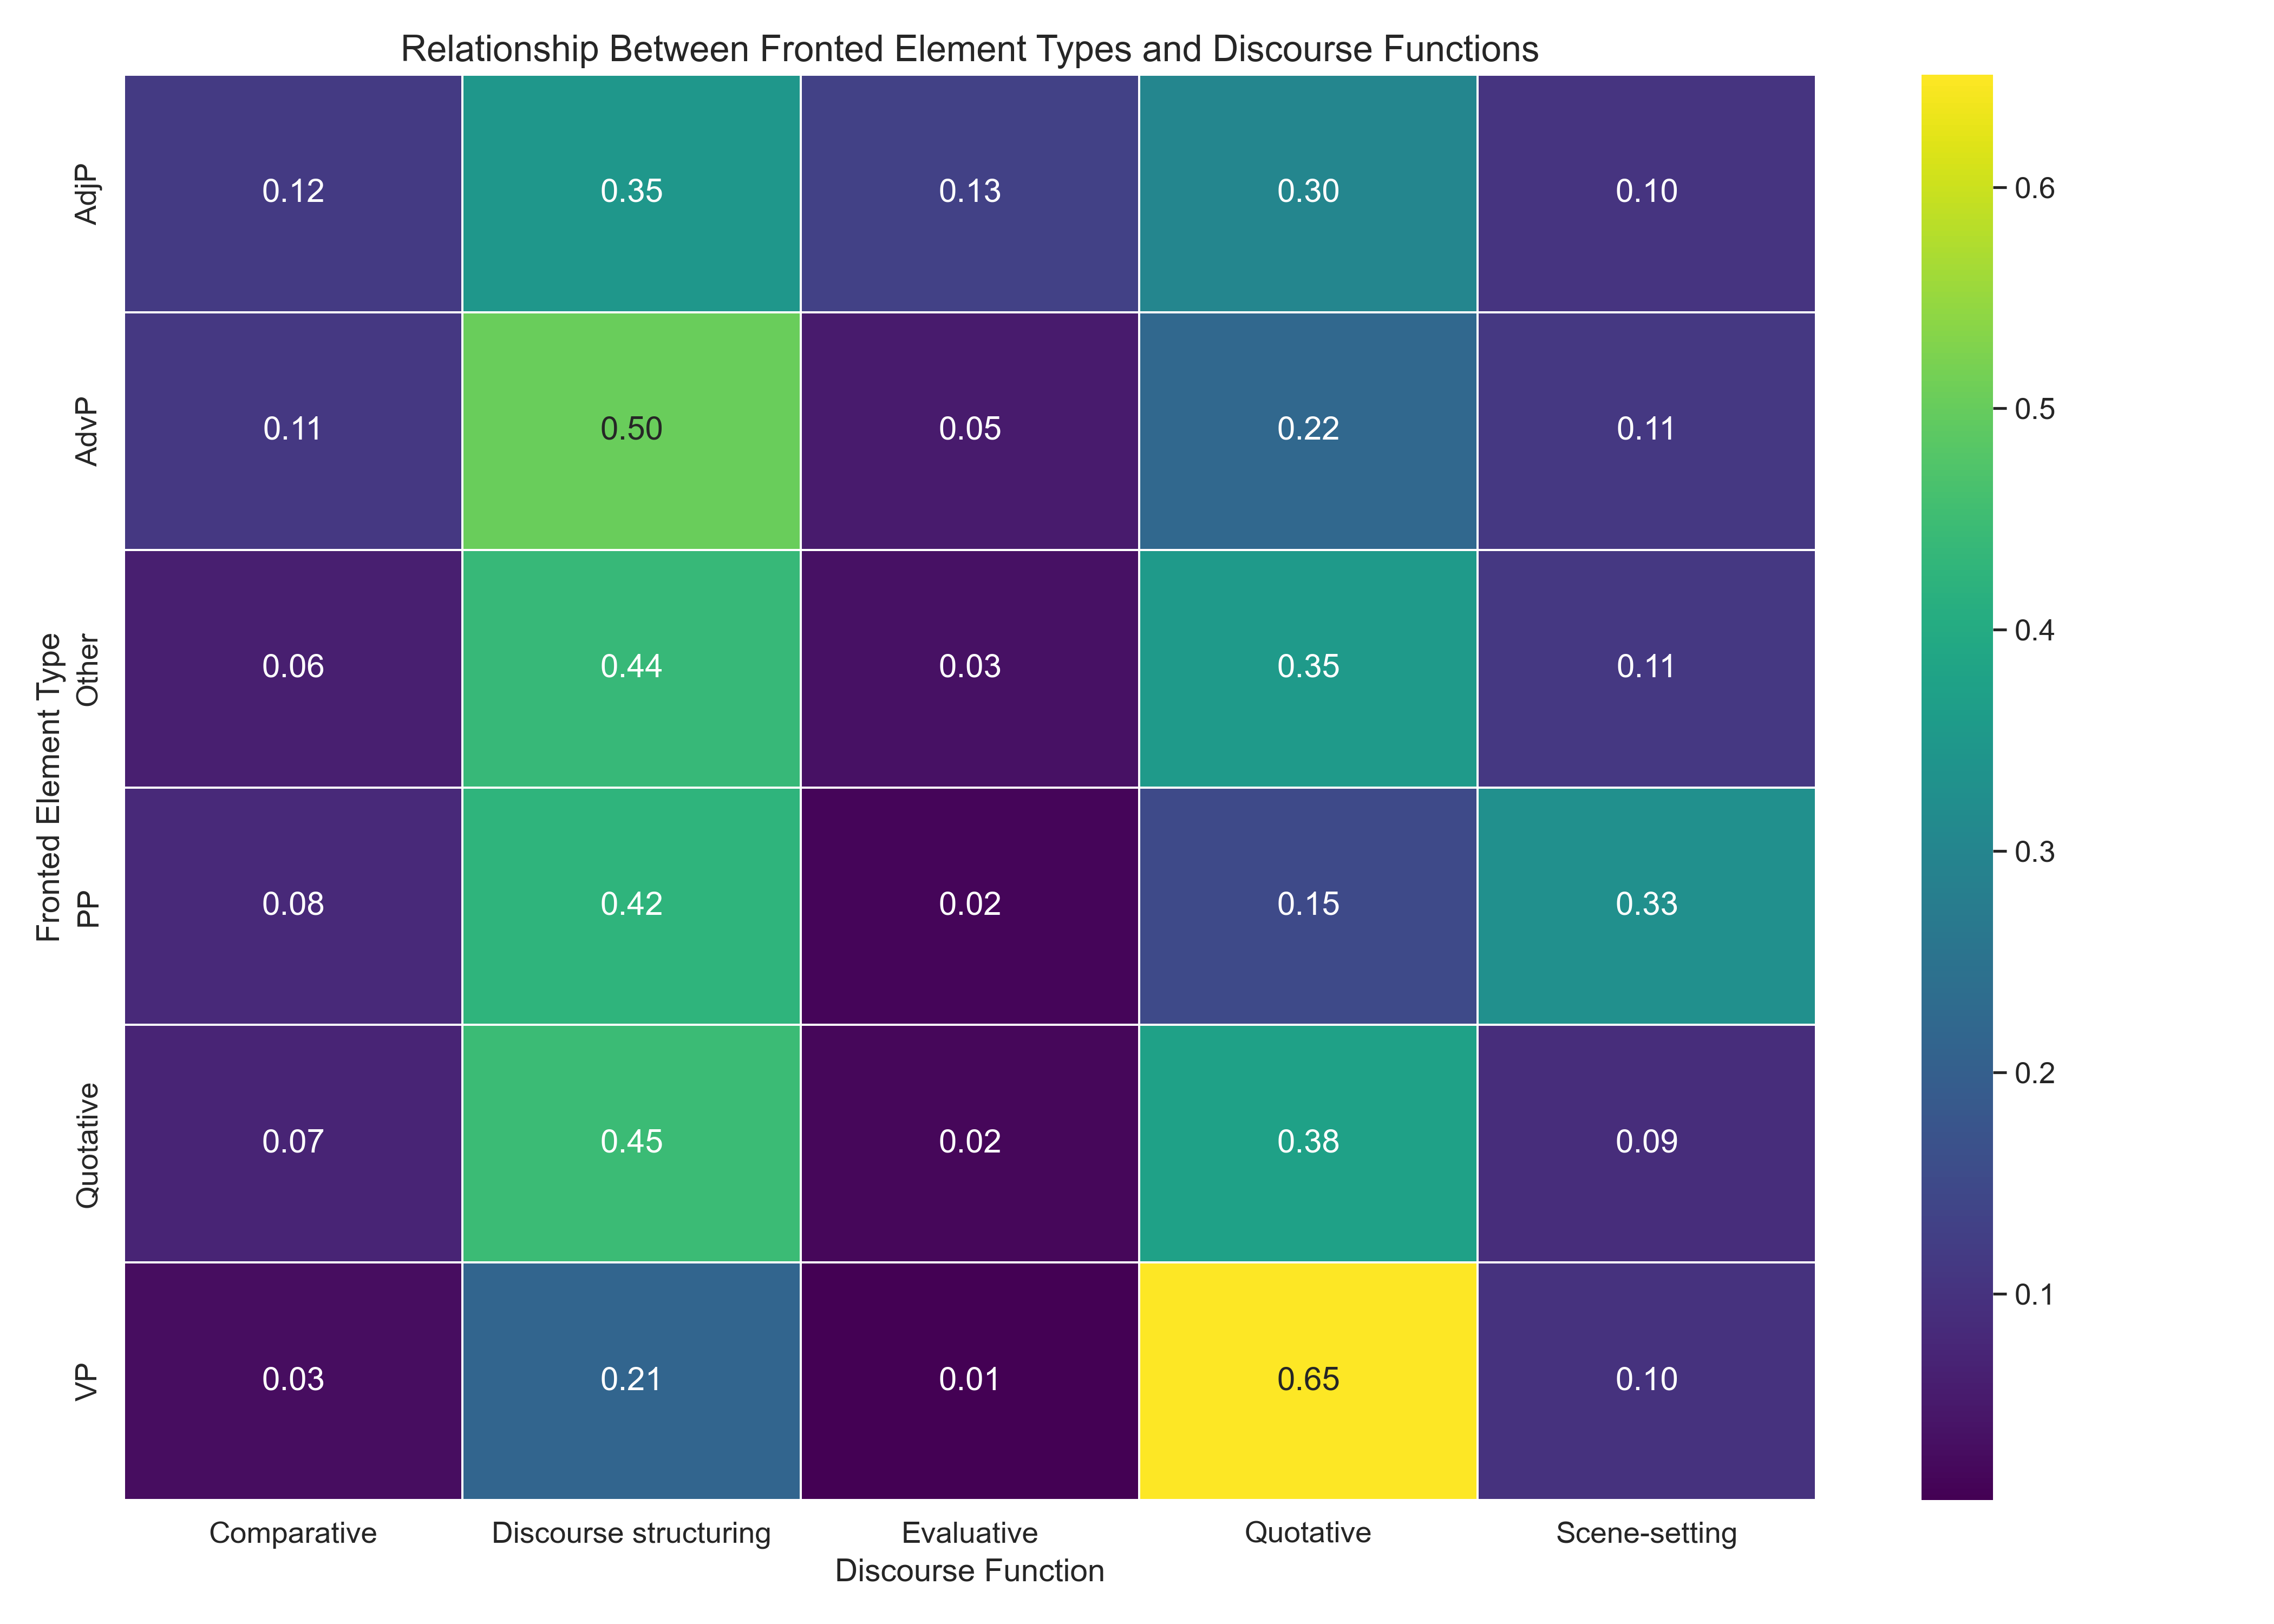 Relationship Between Fronted Element Types and Discourse Functions
Fronted Element Type
AdjP 0.12 0.35 0.13 0.30 0.10
AdvP 0.11 0.50 0.05 0.22 0.11
Other 0.06 0.44 0.03 0.35 0.11
PP 0.08 0.42 0.02 0.15 0.33
Quotative 0.07 0.45 0.02 0.38 0.09
VP 0.03 0.21 0.01 0.65 0.10
Comparative Discourse structuring Evaluative Quotative Scene-setting
Discourse Function
0.6
0.5
0.4
0.3
0.2
0.1